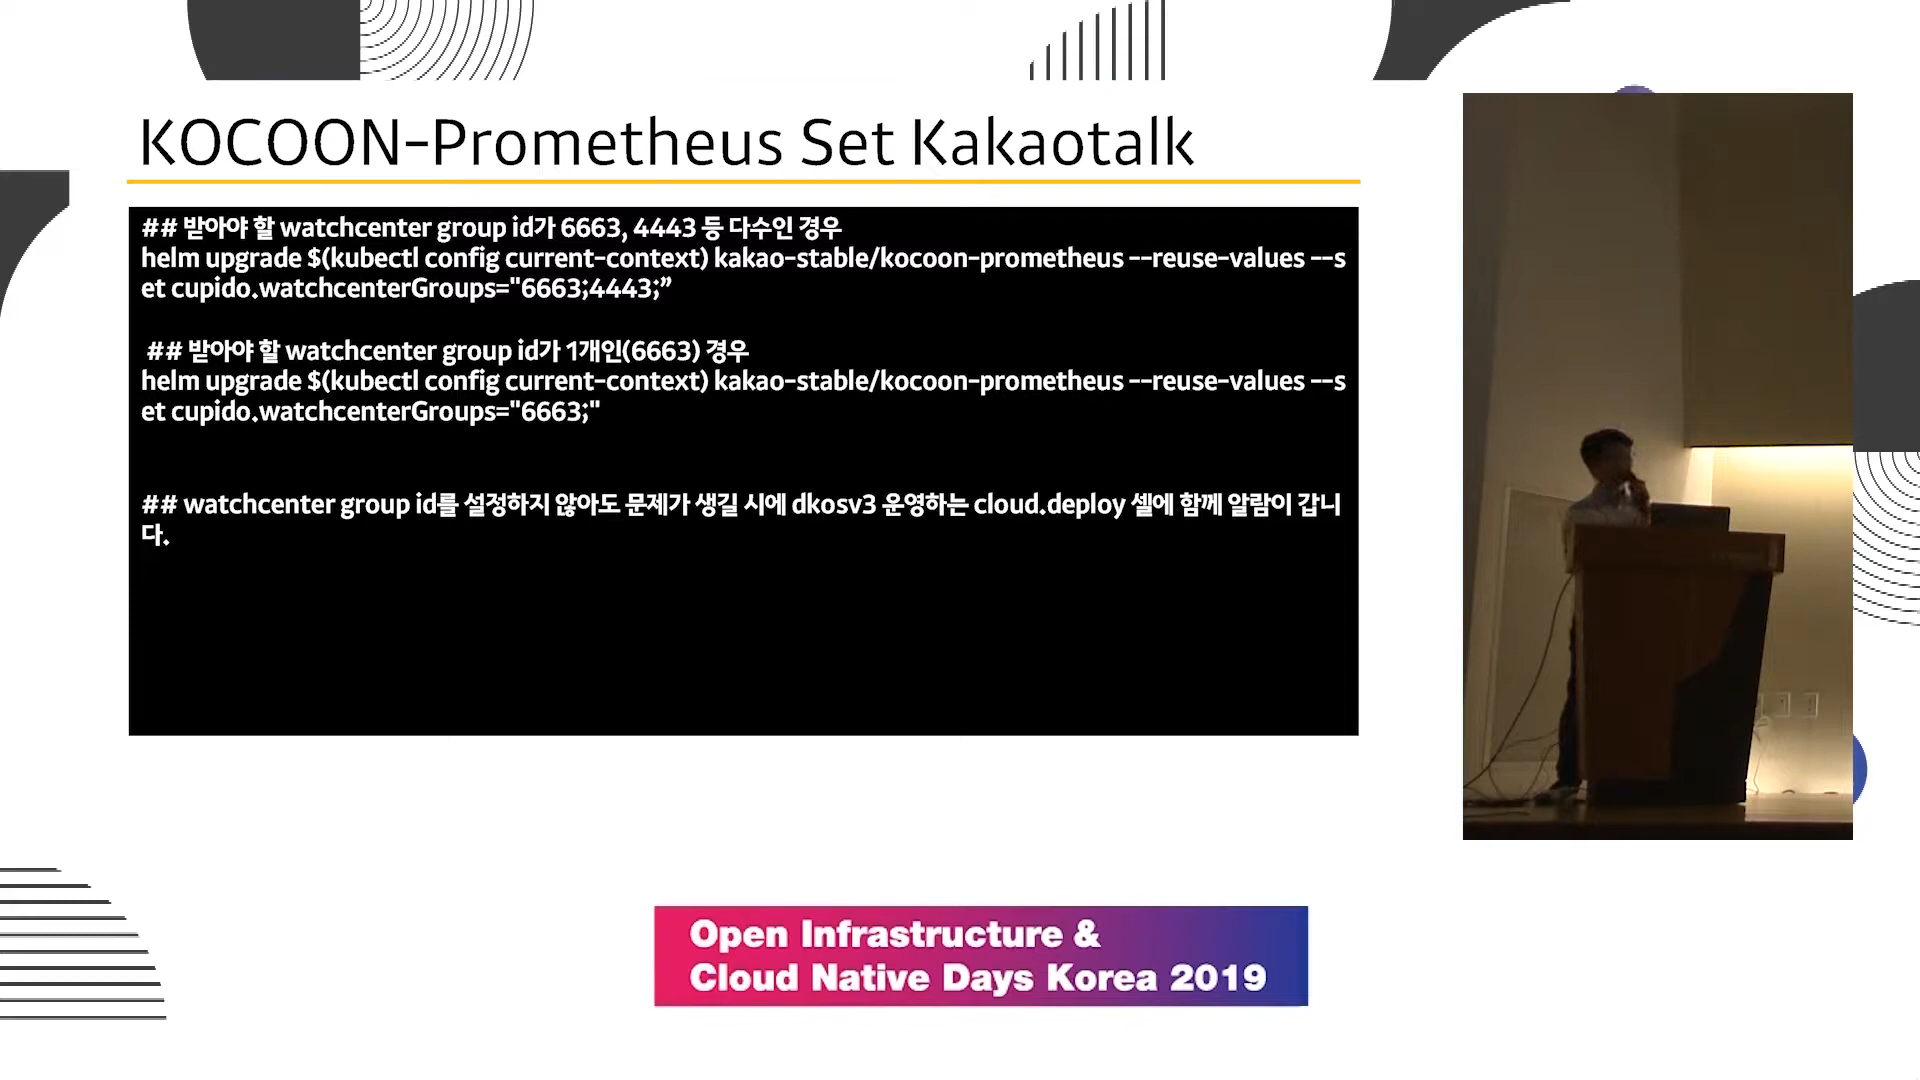 KOCOON-Prometheus Set Kakaotalk
## 받아야 할 watchcenter group id가 6663, 4443 등 다수인 경우
helm upgrade $(kubectl config current-context) kakao-stable/kocoon-prometheus --reuse-values --s
et cupido.watchcenterGroups="6663;4443;”
## 받아야 할 watchcenter group id가 1개인(6663) 경우
helm upgrade $(kubectl config current-context) kakao-stable/kocoon-prometheus --reuse-values --s
et cupido.watchcenterGroups="6663;"
## watchcenter group id를 설정하지 않아도 문제가 생길 시에 dkosv3 운영하는 cloud.deploy 셀에 함께 알람이 갑니
다.
Open Infrastructure &
Cloud Native Days Korea 2019